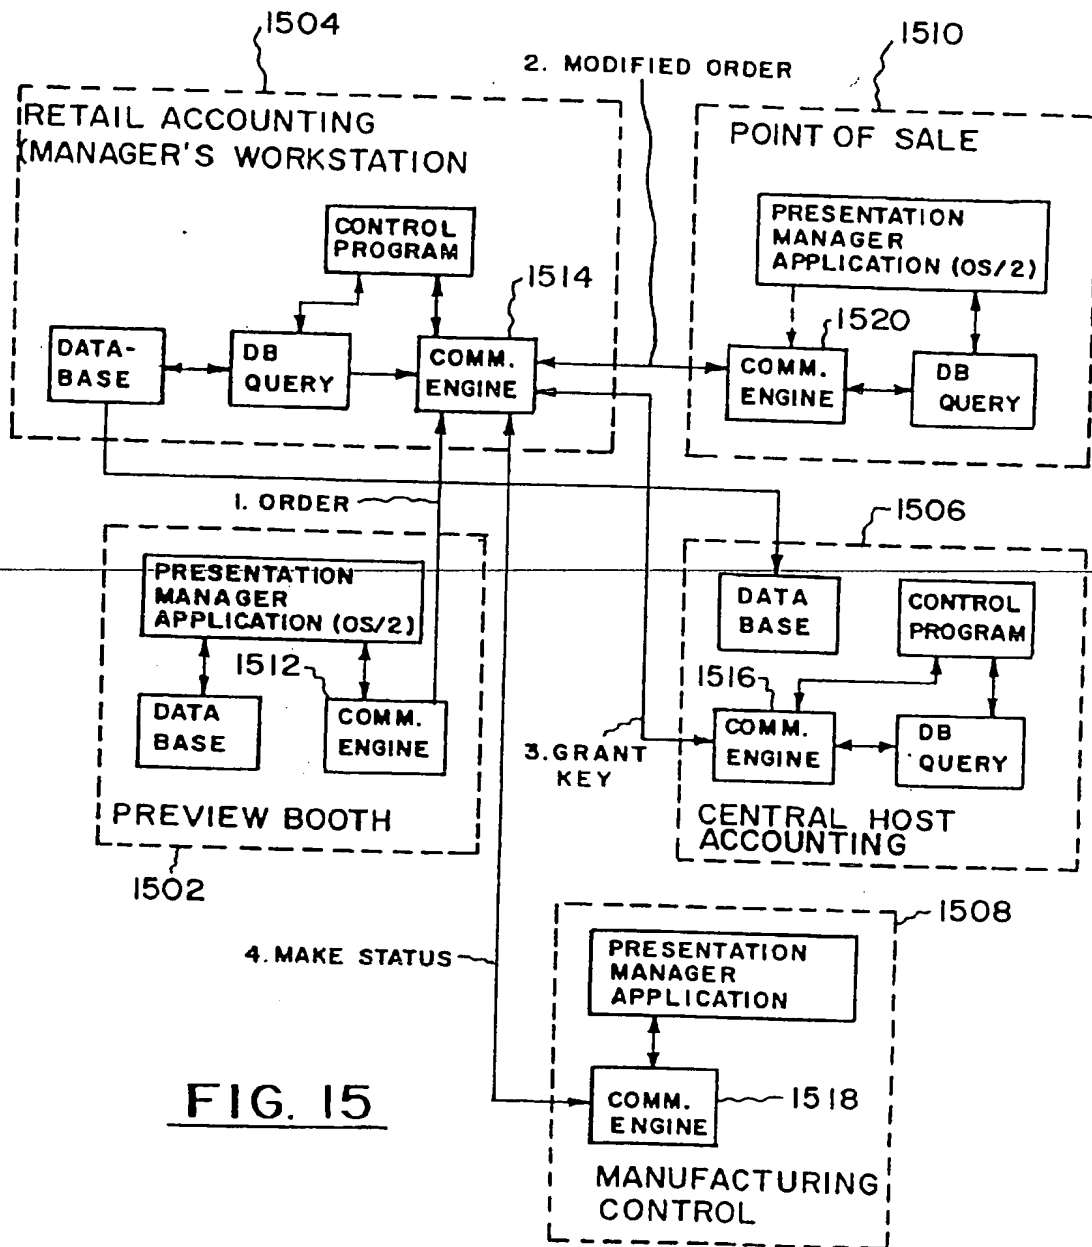 1504
2. MODIFIED ORDER
1510
RETAIL ACCOUNTING
(MANAGER'S WORKSTATION
CONTROL
PROGRAM
1514
DATA-
BASE
DB
QUERY
COMM.
ENGINE
POINT OF SALE
PRESENTATION
MANAGER
APPLICATION (OS/2)
1520
COMM.
ENGINE
DB
QUERY
1. ORDER
1506
PRESENTATION
MANAGER
APPLICATION (OS/2)
1512
DATA
BASE
COMM.
ENGINE
PREVIEW BOOTH
1502
DATA
BASE
CONTROL
PROGRAM
1516
COMM.
ENGINE
DB
QUERY
3. GRANT
KEY
CENTRAL HOST
ACCOUNTING
1508
4. MAKE STATUS
PRESENTATION
MANAGER
APPLICATION
COMM.
ENGINE
1518
MANUFACTURING
CONTROL
FIG. 15